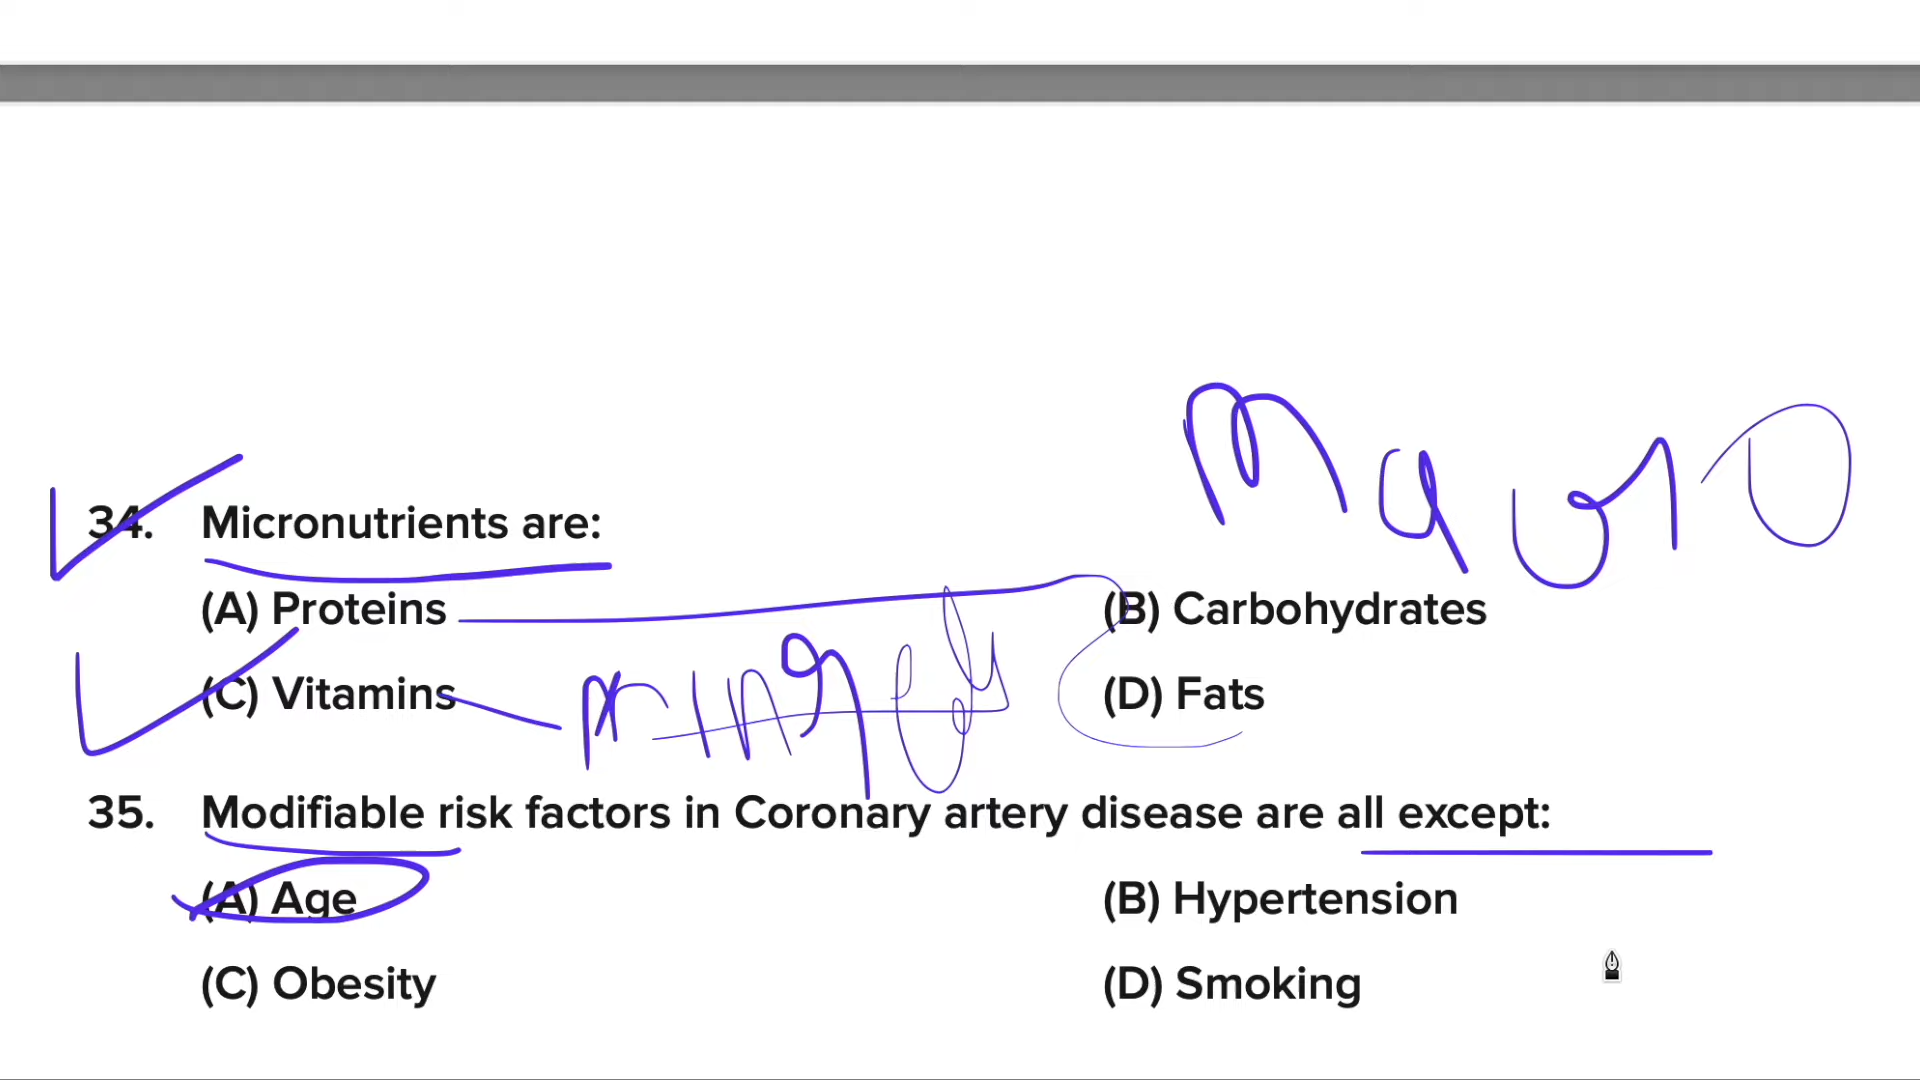 Macro
34. Micronutrients are:
(A) Proteins (B) Carbohydrates
(C) Vitamins (D) Fats
35. Modifiable risk factors in Coronary artery disease are all except:
(A) Age (B) Hypertension
(C) Obesity (D) Smoking